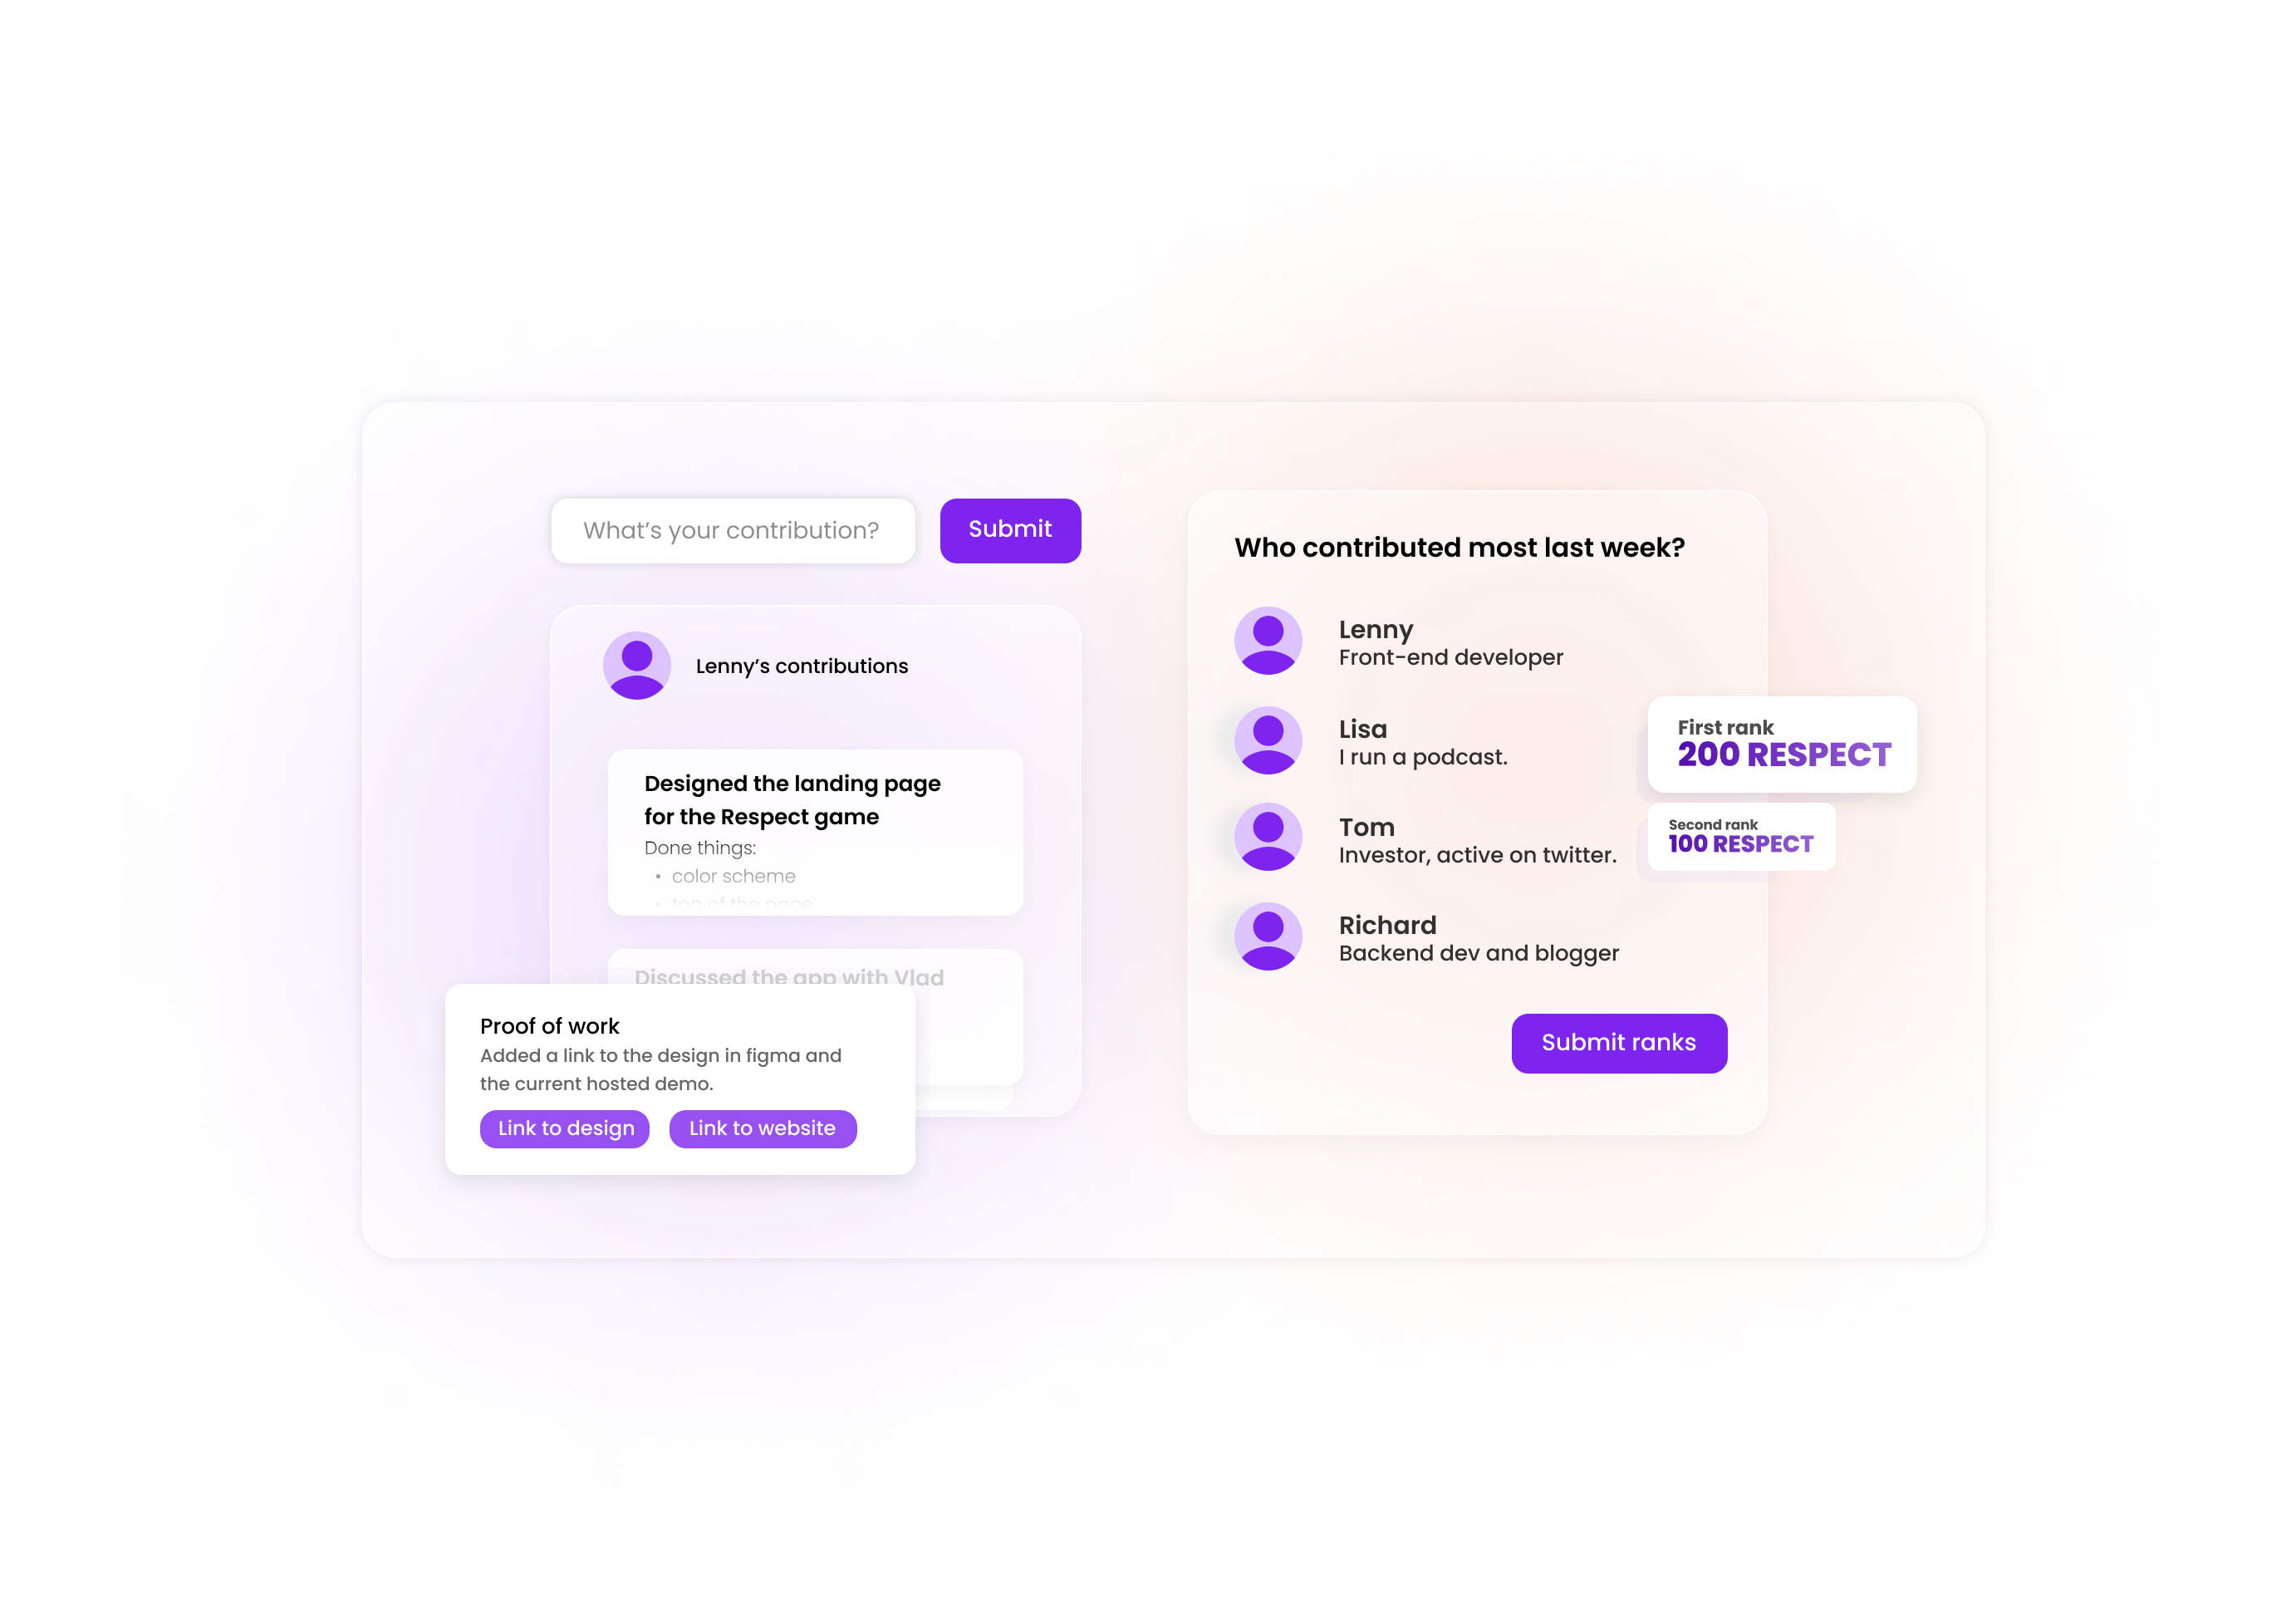 What's your contribution?
Submit
Lenny's contributions
Designed the landing page
for the Respect game
Done things:
• color scheme
• top of the page
Discussed the app with Vlad
Proof of work
Added a link to the design in figma and
the current hosted demo.
Link to design
Link to website
Who contributed most last week?
Lenny
Front-end developer
Lisa
I run a podcast.
First rank
200 RESPECT
Tom
Investor, active on twitter.
Second rank
100 RESPECT
Richard
Backend dev and blogger
Submit ranks